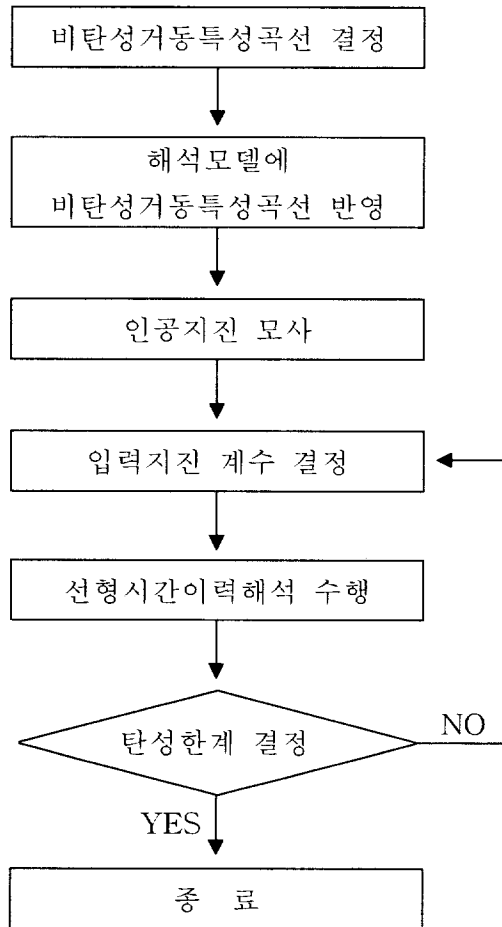 비탄성거동특성곡선 결정
해석모델에
비탄성거동특성곡선 반영
인공지진 모사
입력지진 계수 결정
선형시간이력해석 수행
탄성한계 결정
NO
YES
종 료